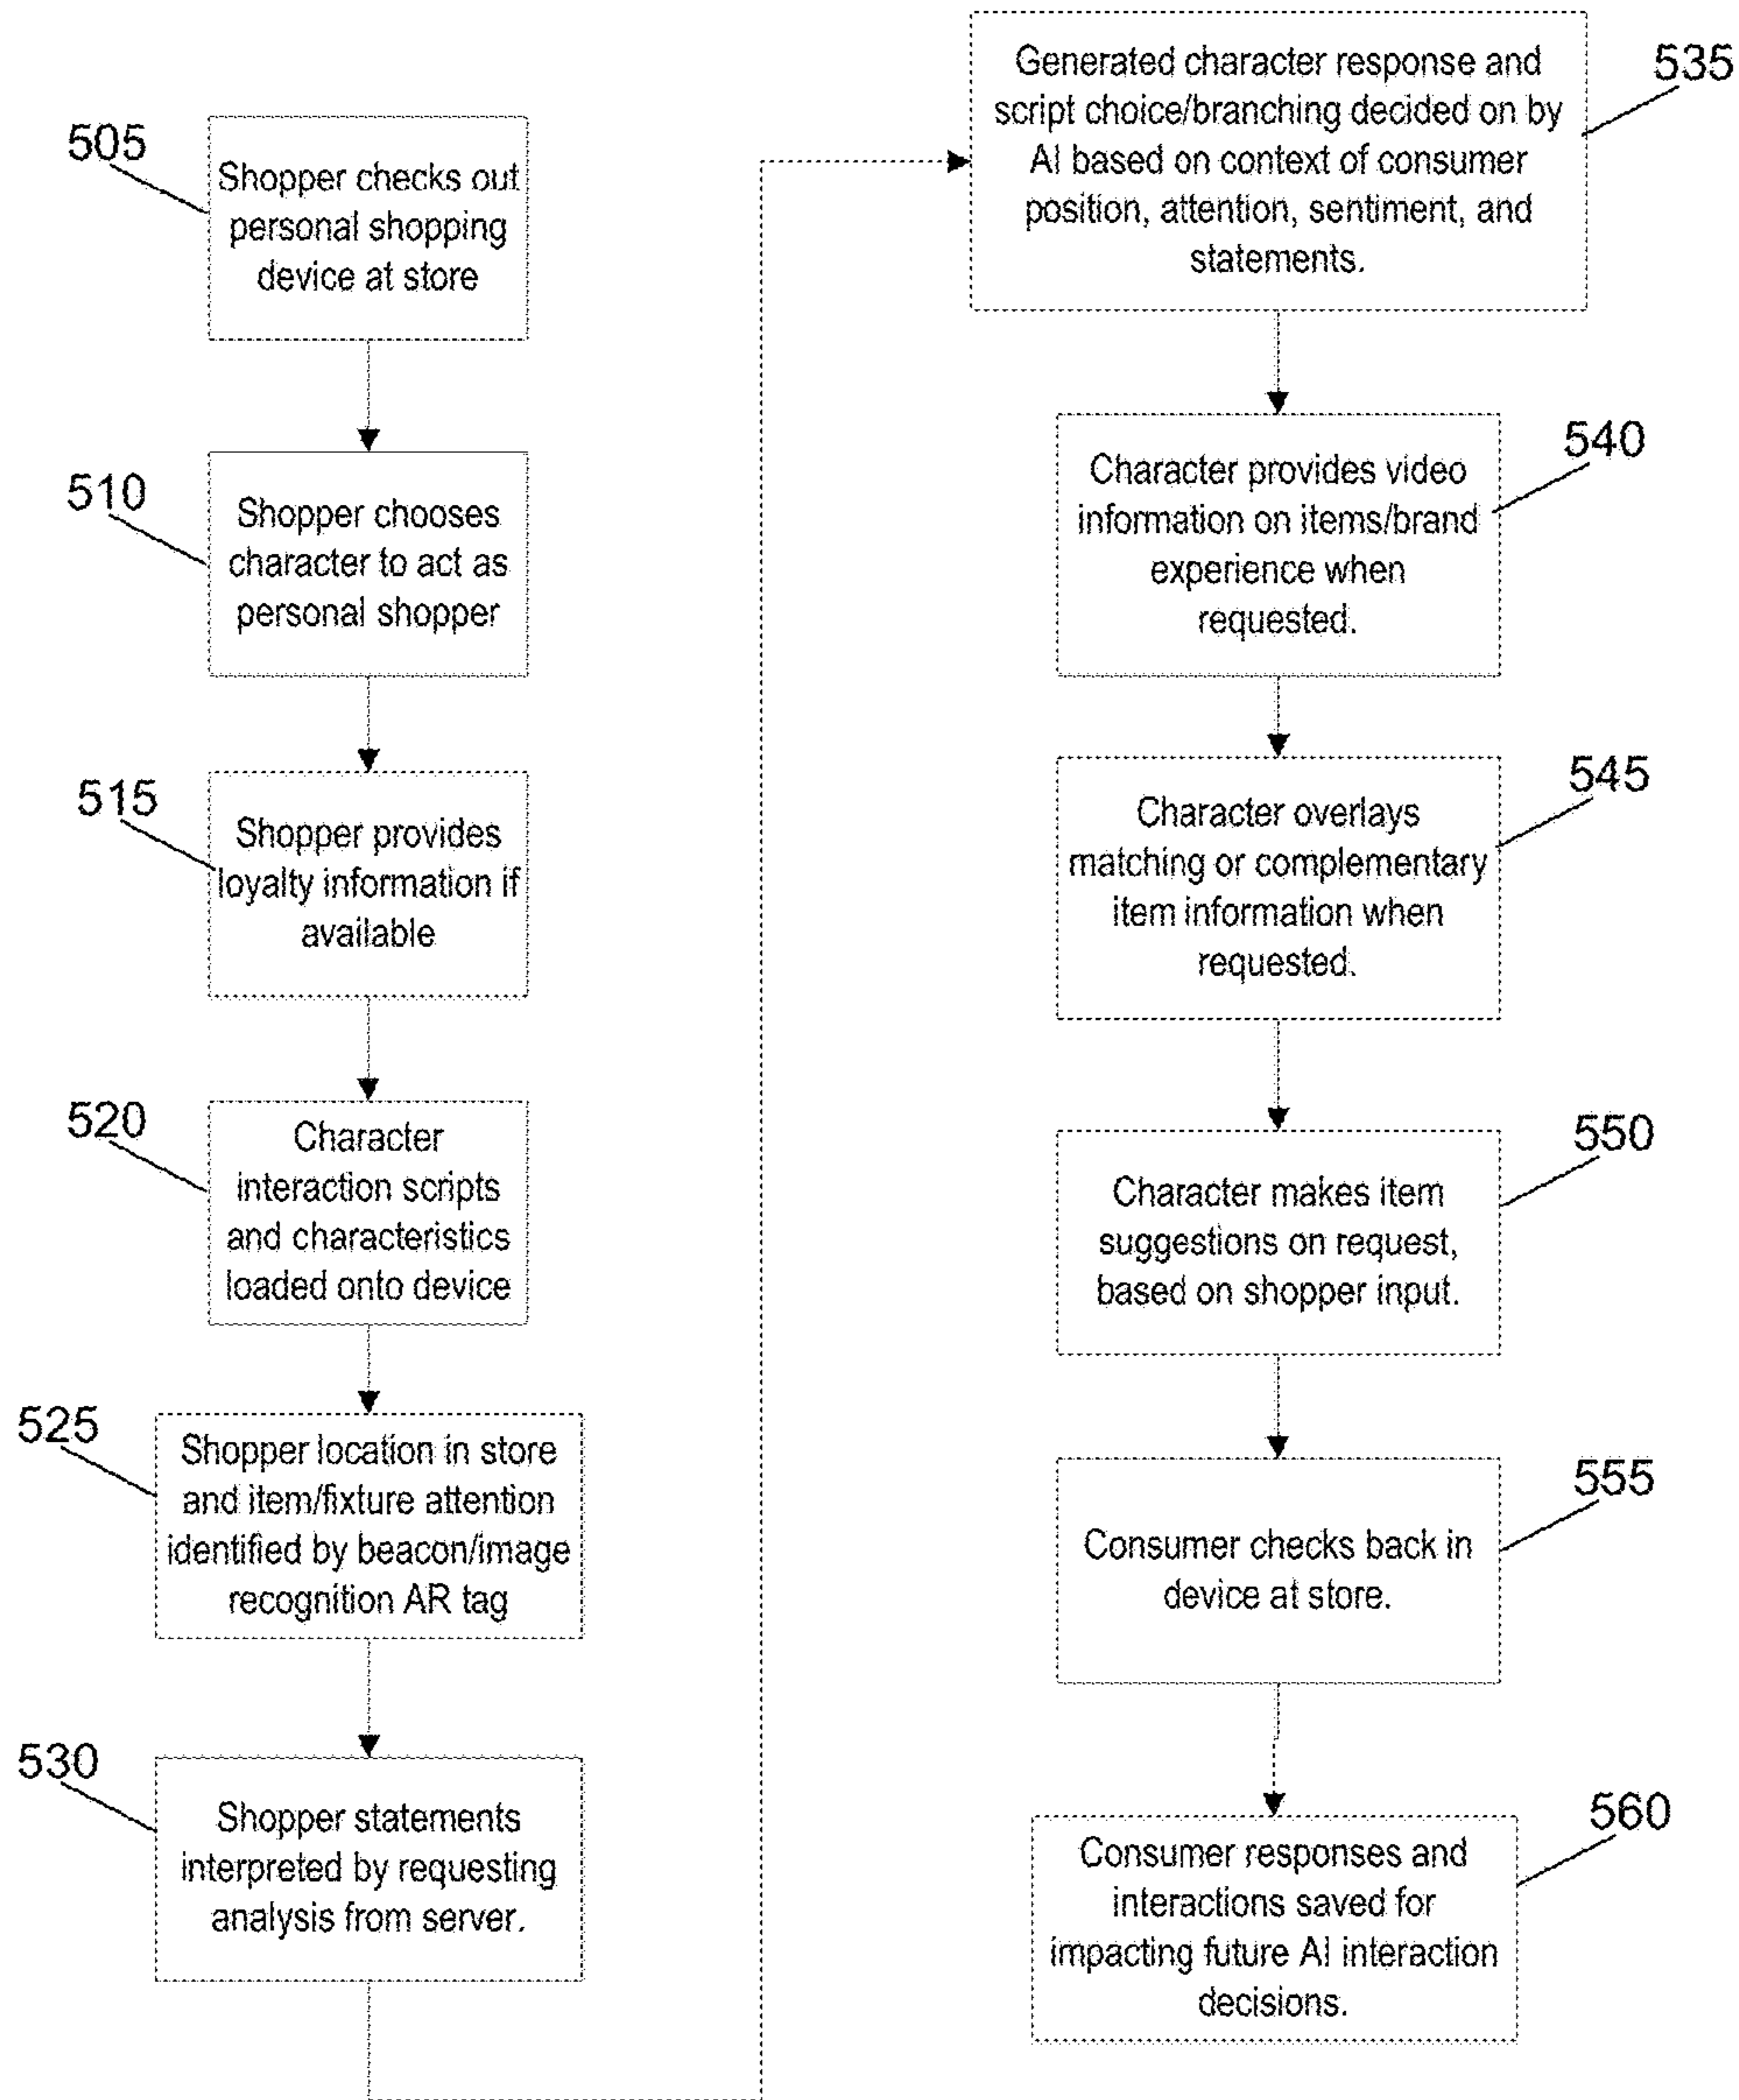 505
Shopper checks out
personal shopping
device at store
510
Shopper chooses
character to act as
personal shopper
515
Shopper provides
loyalty information if
available
520
Character
interaction scripts
and characteristics
loaded onto device
525
Shopper location in store
and item/fixture attention
identified by beacon/image
recognition AR tag
530
Shopper statements
interpreted by requesting
analysis from server.
535
Generated character response and
script choice/branching decided on by
AI based on context of consumer
position, attention, sentiment, and
statements.
540
Character provides video
information on items/brand
experience when
requested.
545
Character overlays
matching or complementary
item information when
requested.
550
Character makes item
suggestions on request,
based on shopper input.
555
Consumer checks back in
device at store.
560
Consumer responses and
interactions saved for
impacting future AI interaction
decisions.